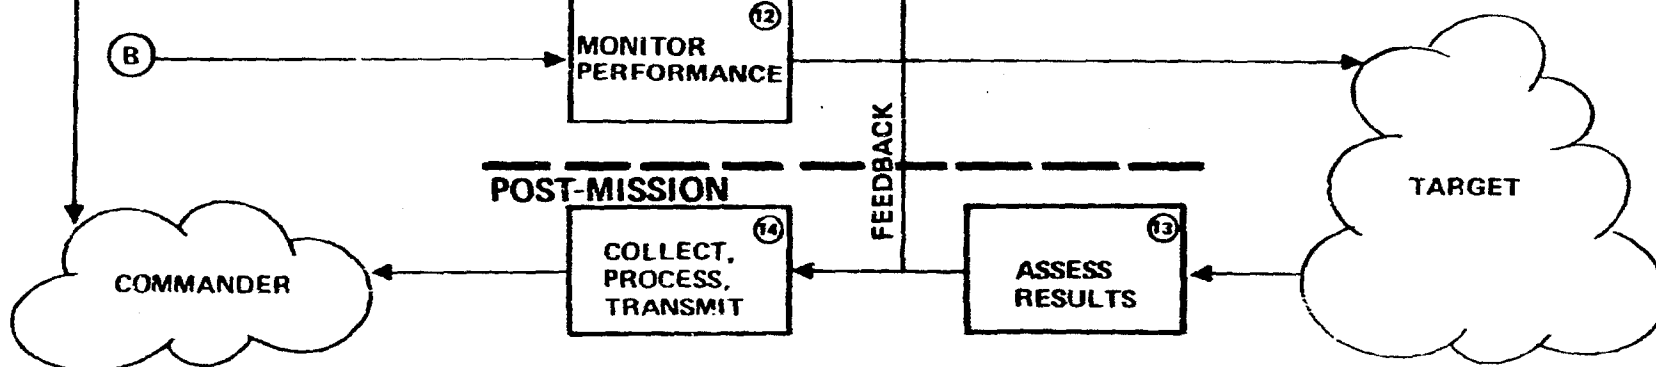 12
B
MONITOR
PERFORMANCE
FEEDBACK
POST-MISSION
TARGET
14
13
COLLECT,
PROCESS,
TRANSMIT
ASSESS
RESULTS
COMMANDER